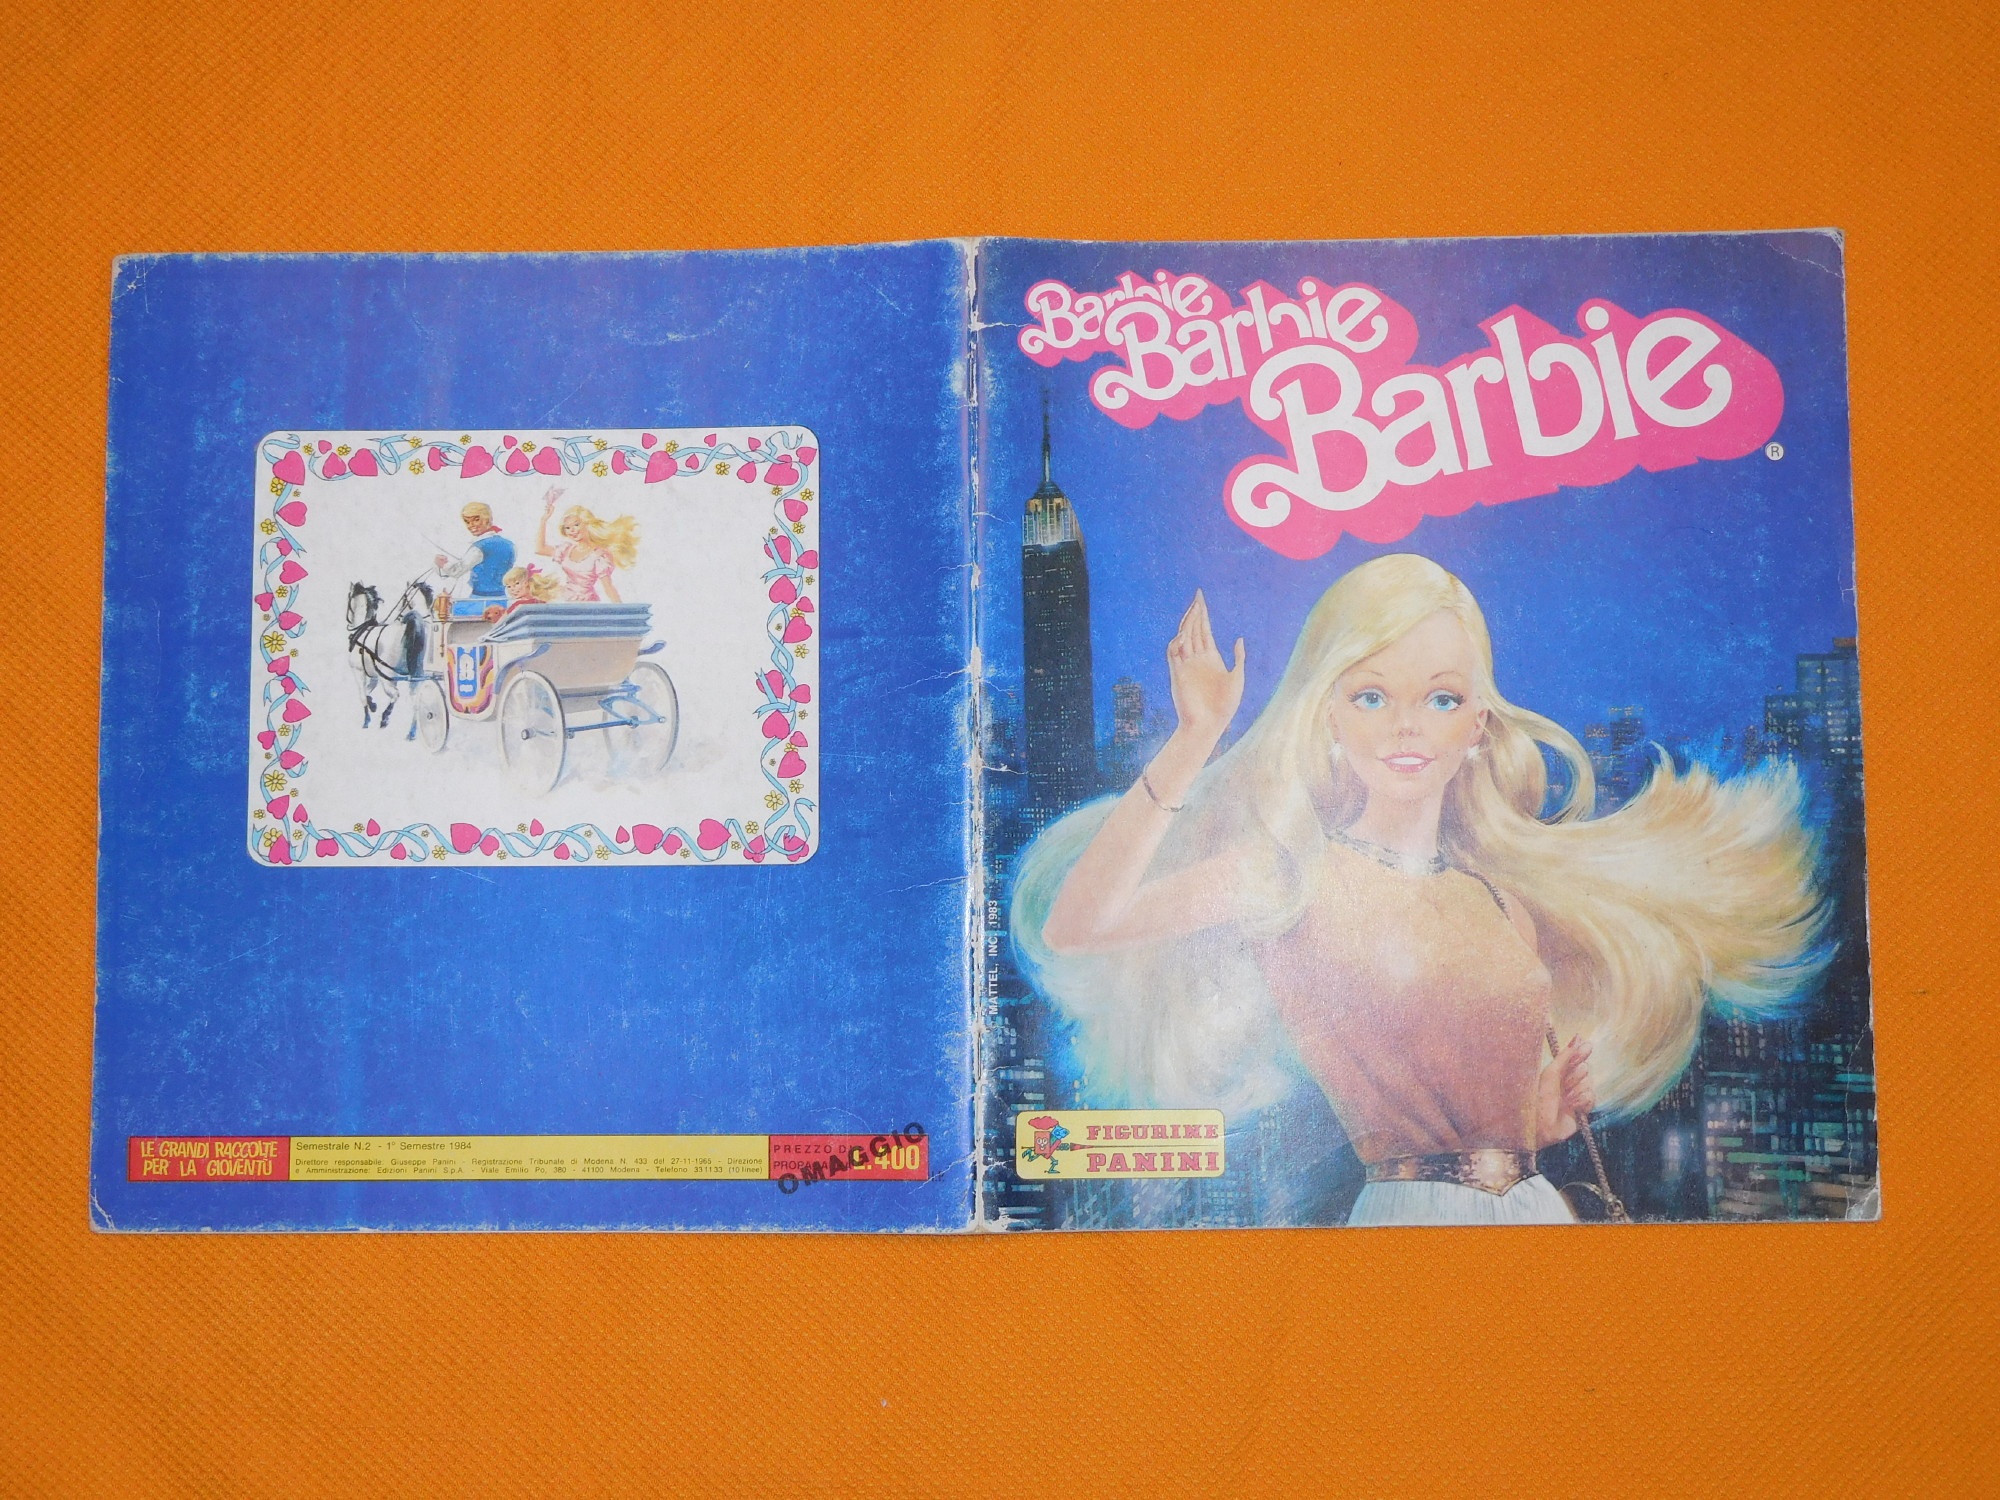 Barbie
Barbie
Barbie
®
MATTEL, INC. 1983
FIGURINE
PANINI
LE GRANDI RACCOLTE
PER LA GIOVENTÙ
Semestrale N.2 - 1° Semestre 1984
Direttore responsabile: Giuseppe Panini - Registrazione Tribunale di Modena N. 433 del 27-11-1965 - Direzione
e Amministrazione: Edizioni Panini S.p.A. - Viale Emilio Po, 380 - 41100 Modena - Telefono 331133 (10 linee)
PREZZO
400
OMAGGIO